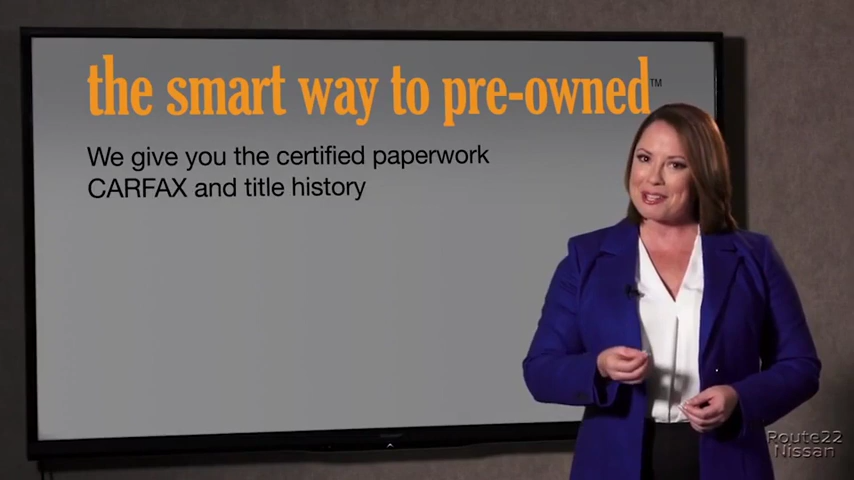 the smart way to pre-owned™
We give you the certified paperwork
CARFAX and title history
Route22
Nissan